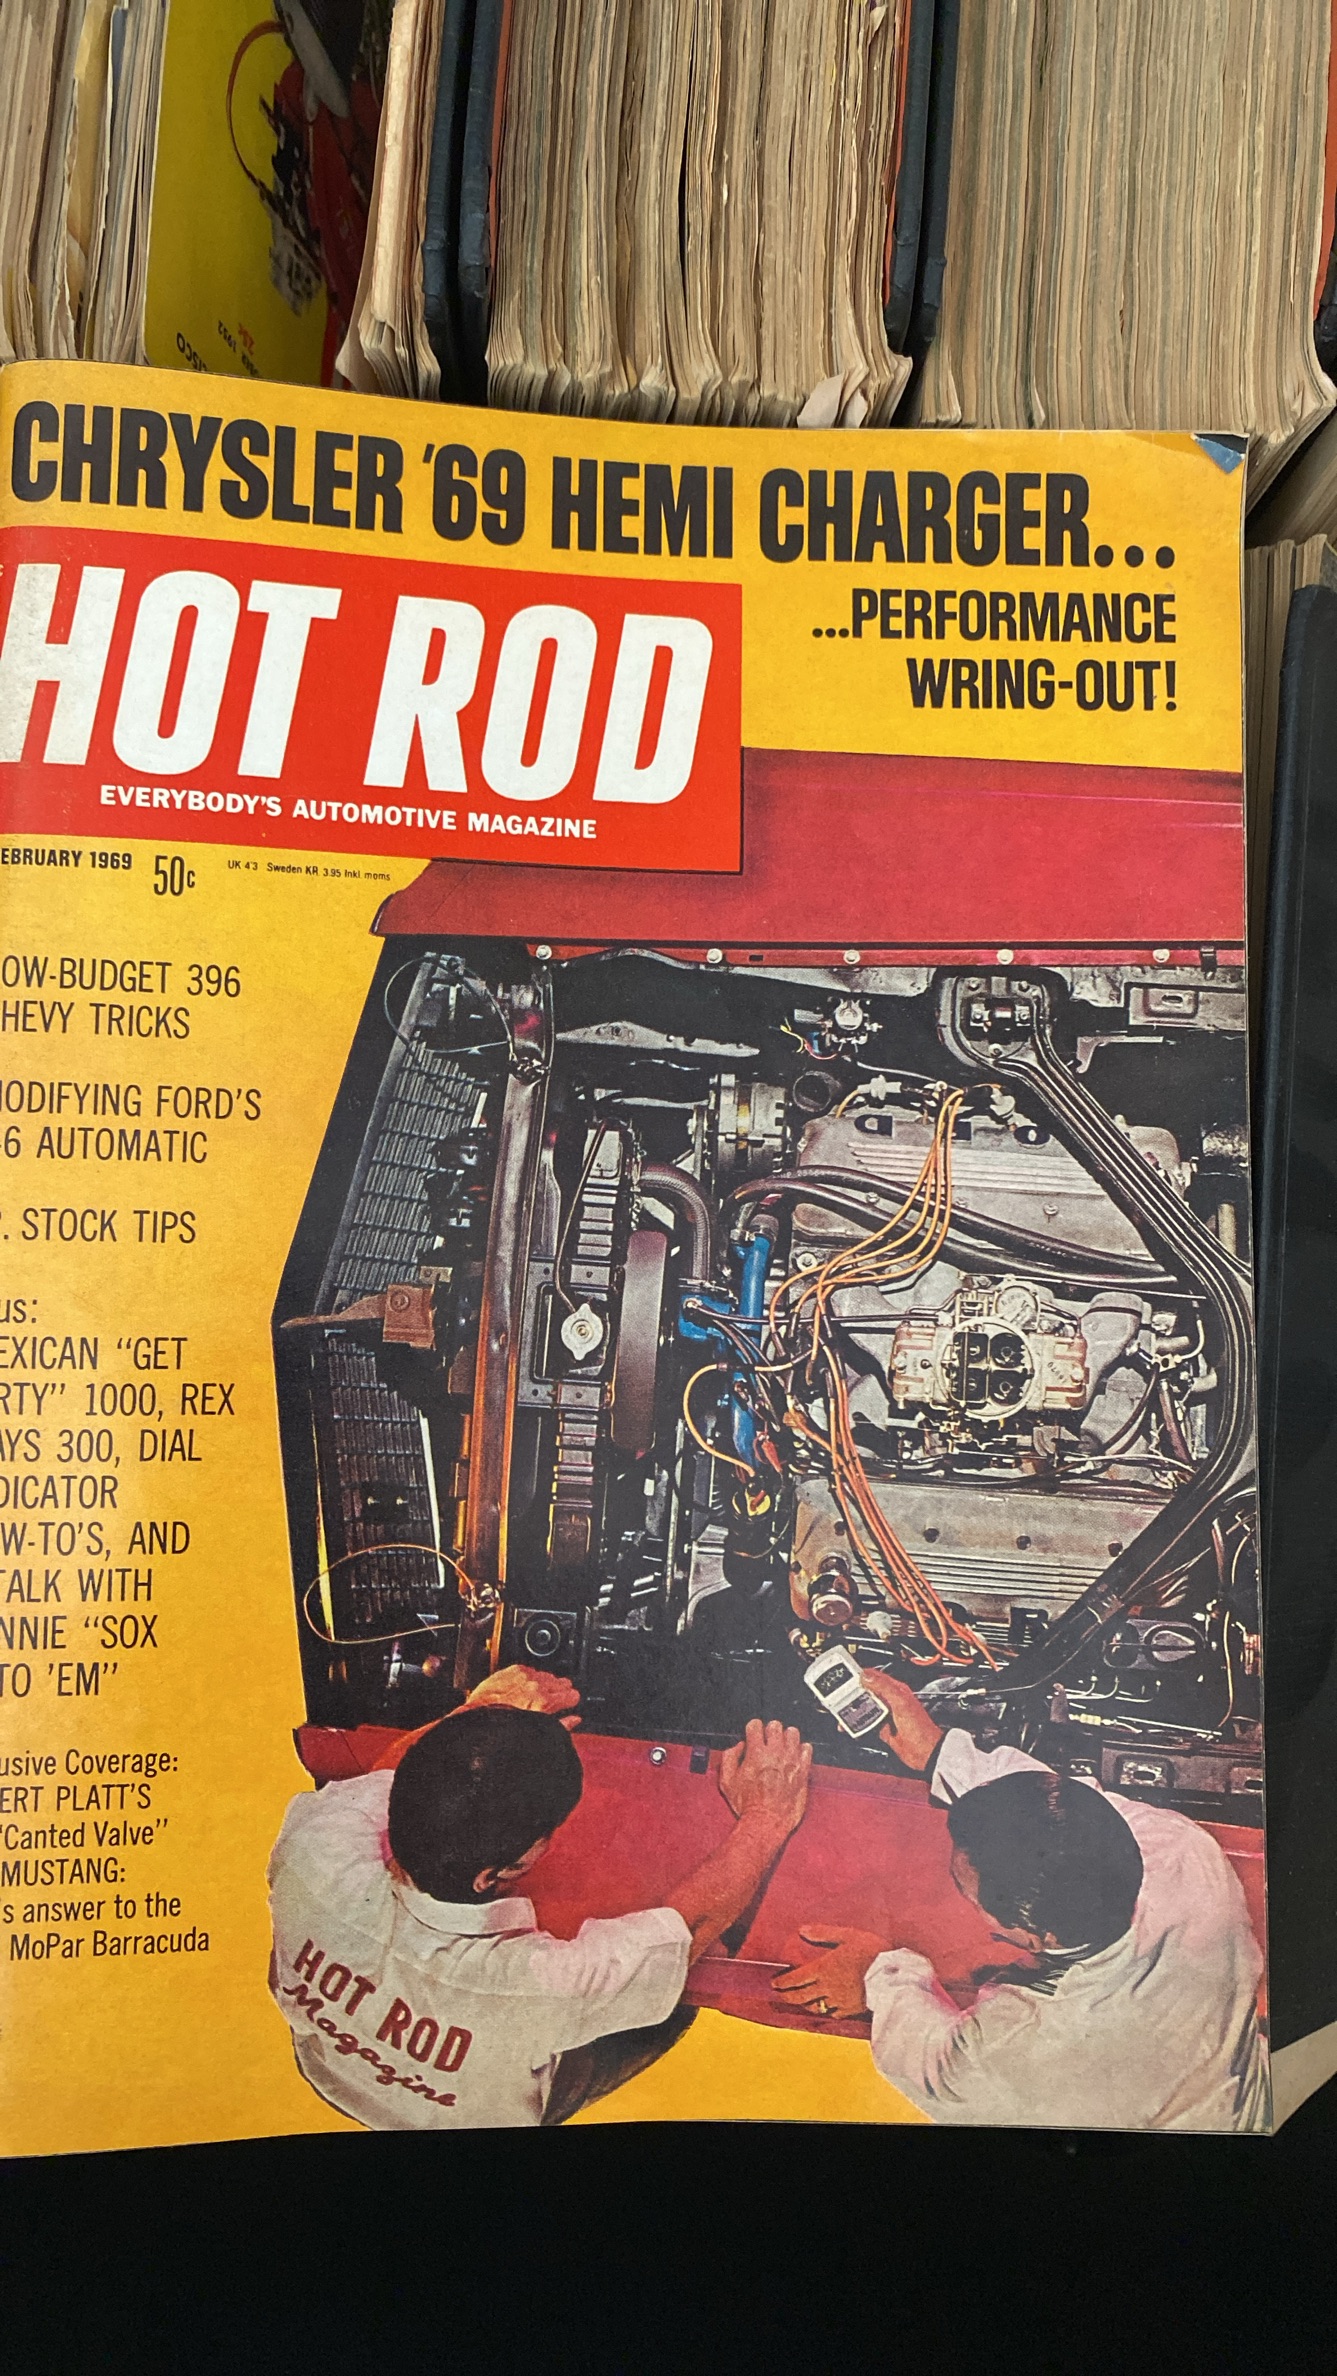 CHRYSLER '69 HEMI CHARGER...
HOT ROD
...PERFORMANCE
WRING-OUT!
EVERYBODY'S AUTOMOTIVE MAGAZINE
EBRUARY 1969 50c UK 4'3 Sweden KR 3.95 Inkl moms
OW-BUDGET 396
HEVY TRICKS
ODIFYING FORD'S
-6 AUTOMATIC
. STOCK TIPS
us:
EXICAN “GET
RTY” 1000, REX
AYS 300, DIAL
DICATOR
W-TO'S, AND
TALK WITH
NNIE “SOX
TO 'EM”
usive Coverage:
ERT PLATT'S
“Canted Valve”
MUSTANG:
's answer to the
MoPar Barracuda
HOT ROD
Magazine